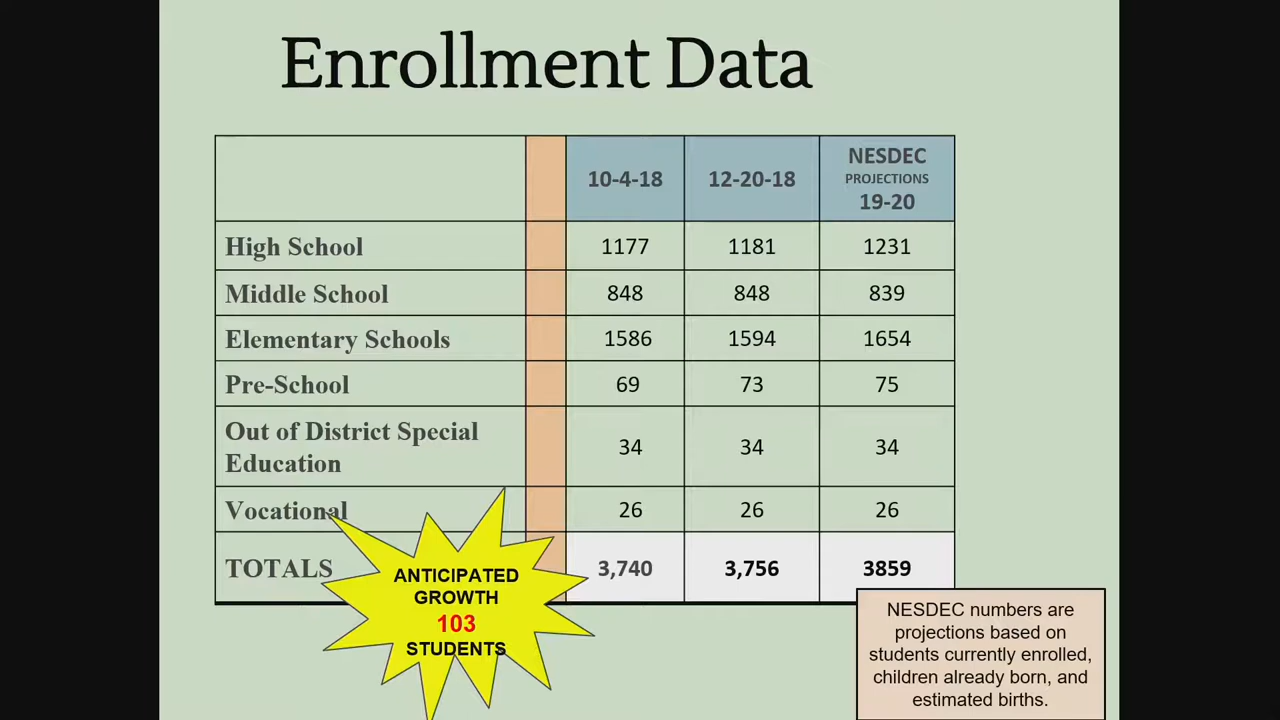 Enrollment Data
10-4-18 12-20-18 NESDEC PROJECTIONS 19-20
High School 1177 1181 1231
Middle School 848 848 839
Elementary Schools 1586 1594 1654
Pre-School 69 73 75
Out of District Special
Education 34 34 34
Vocational 26 26 26
TOTALS 3,740 3,756 3859
ANTICIPATED
GROWTH
103
STUDENTS
NESDEC numbers are
projections based on
students currently enrolled,
children already born, and
estimated births.